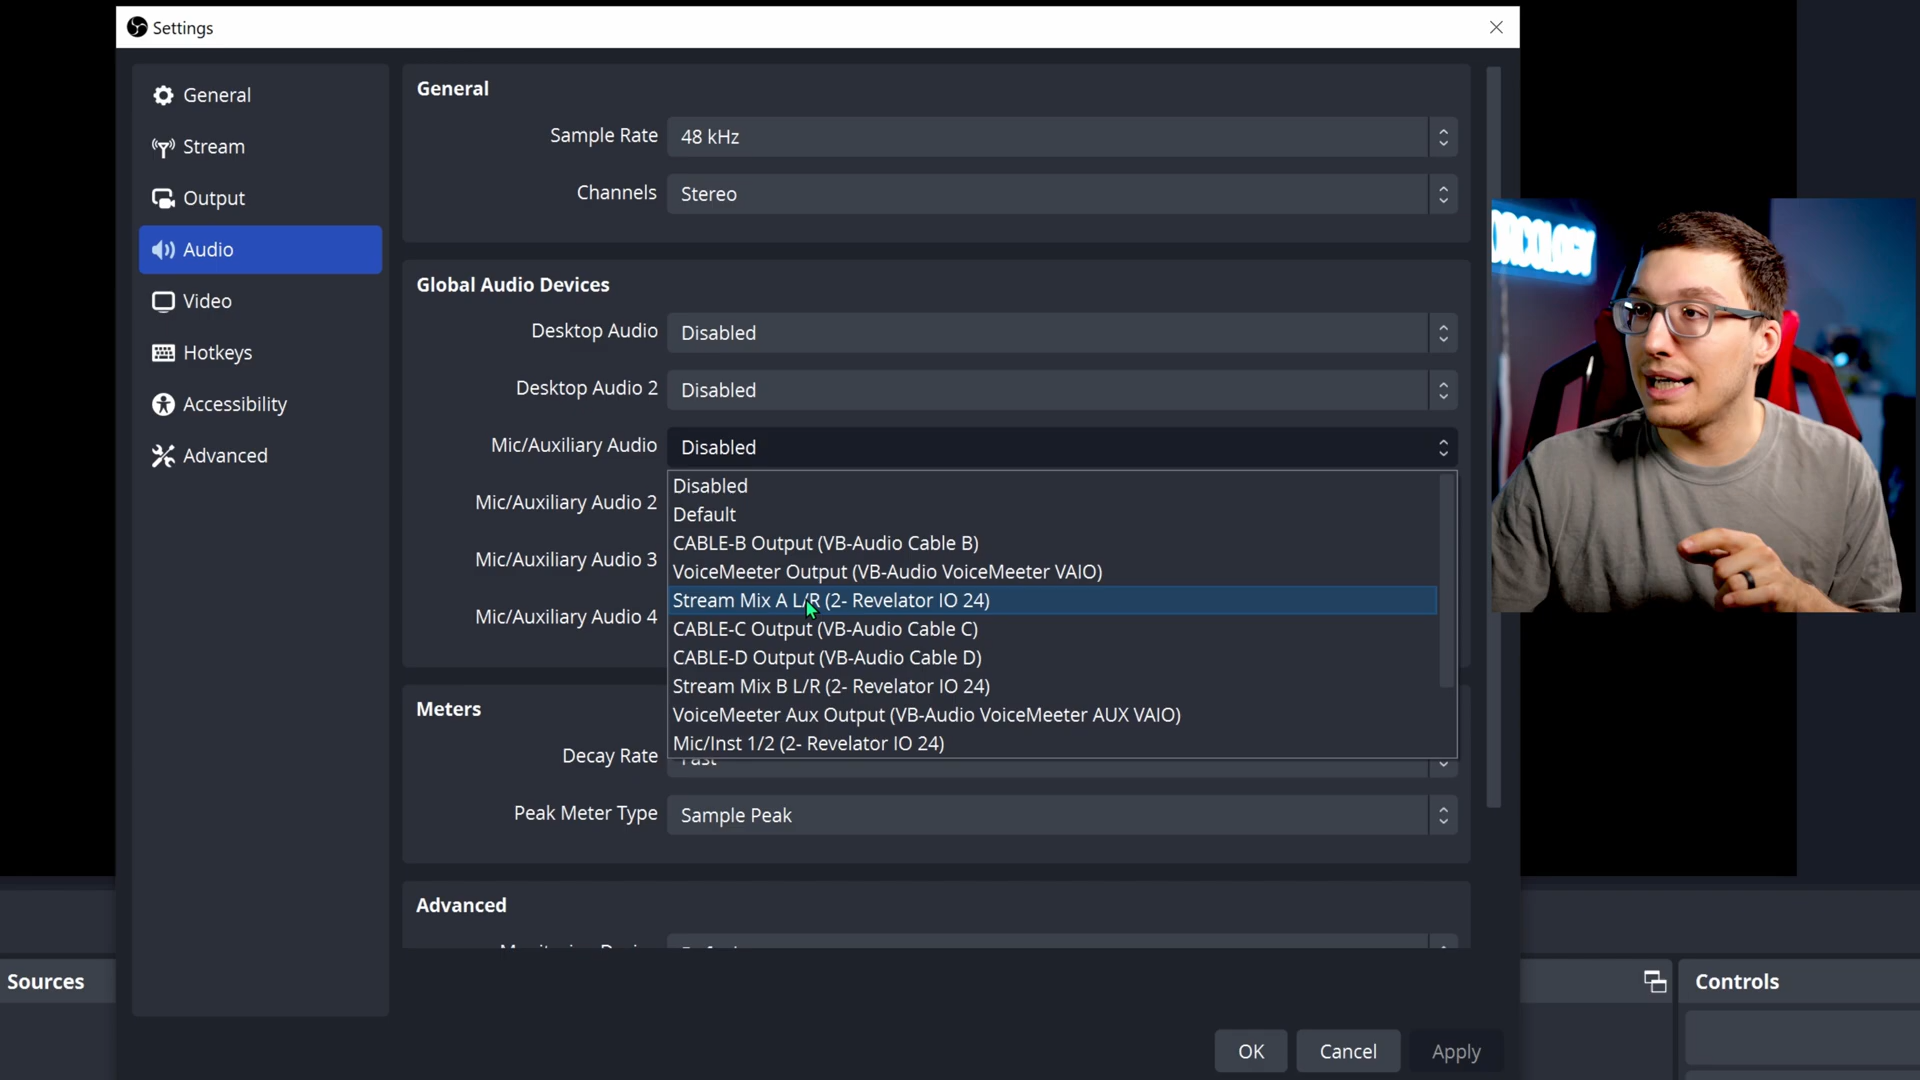 Settings
General
Stream
Output
Audio
Video
Hotkeys
Accessibility
Advanced
General
Sample Rate 48 kHz
Channels Stereo
Global Audio Devices
Desktop Audio Disabled
Desktop Audio 2 Disabled
Mic/Auxiliary Audio Disabled
Mic/Auxiliary Audio 2
Mic/Auxiliary Audio 3
Mic/Auxiliary Audio 4
Disabled
Default
CABLE-B Output (VB-Audio Cable B)
VoiceMeeter Output (VB-Audio VoiceMeeter VAIO)
Stream Mix A L/R (2- Revelator IO 24)
CABLE-C Output (VB-Audio Cable C)
CABLE-D Output (VB-Audio Cable D)
Stream Mix B L/R (2- Revelator IO 24)
VoiceMeeter Aux Output (VB-Audio VoiceMeeter AUX VAIO)
Mic/Inst 1/2 (2- Revelator IO 24)
Meters
Decay Rate Fast
Peak Meter Type Sample Peak
Advanced
Sources
Controls
OK
Cancel
Apply